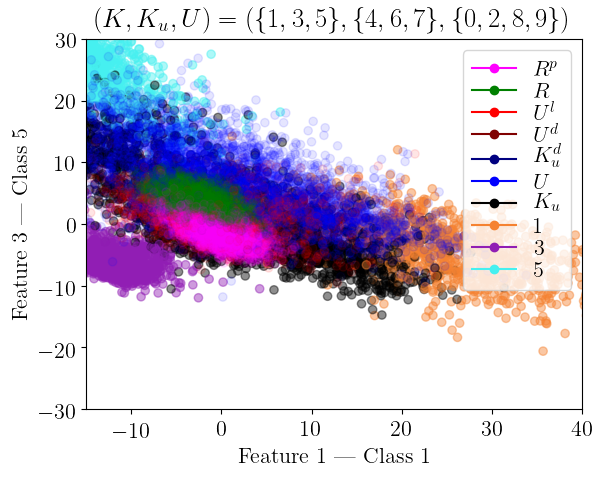 (K, K_u, U) = ({1, 3, 5}, {4, 6, 7}, {0, 2, 8, 9})
30
20
10
0
−10
−20
−30
Feature 3 — Class 5
−10
0
10
20
30
40
Feature 1 — Class 1
R^p
R
U^l
U^d
K_u^d
U
K_u
1
3
5